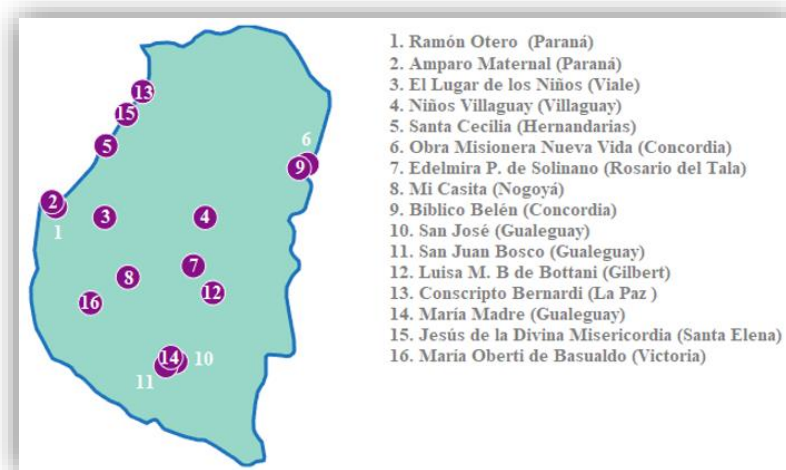 1. Ramón Otero (Paraná)
2. Amparo Maternal (Paraná)
3. El Lugar de los Niños (Viale)
4. Niños Villaguay (Villaguay)
5. Santa Cecilia (Hernandarias)
6. Obra Misionera Nueva Vida (Concordia)
7. Edelmira P. de Solinano (Rosario del Tala)
8. Mi Casita (Nogoyá)
9. Bíblico Belén (Concordia)
10. San José (Gualeguay)
11. San Juan Bosco (Gualeguay)
12. Luisa M. B de Bottani (Gilbert)
13. Conscripto Bernardi (La Paz )
14. María Madre (Gualeguay)
15. Jesús de la Divina Misericordia (Santa Elena)
16. María Oberti de Basualdo (Victoria)
13
15
5
6
9
2
1
3
4
7
8
12
16
14
10
11